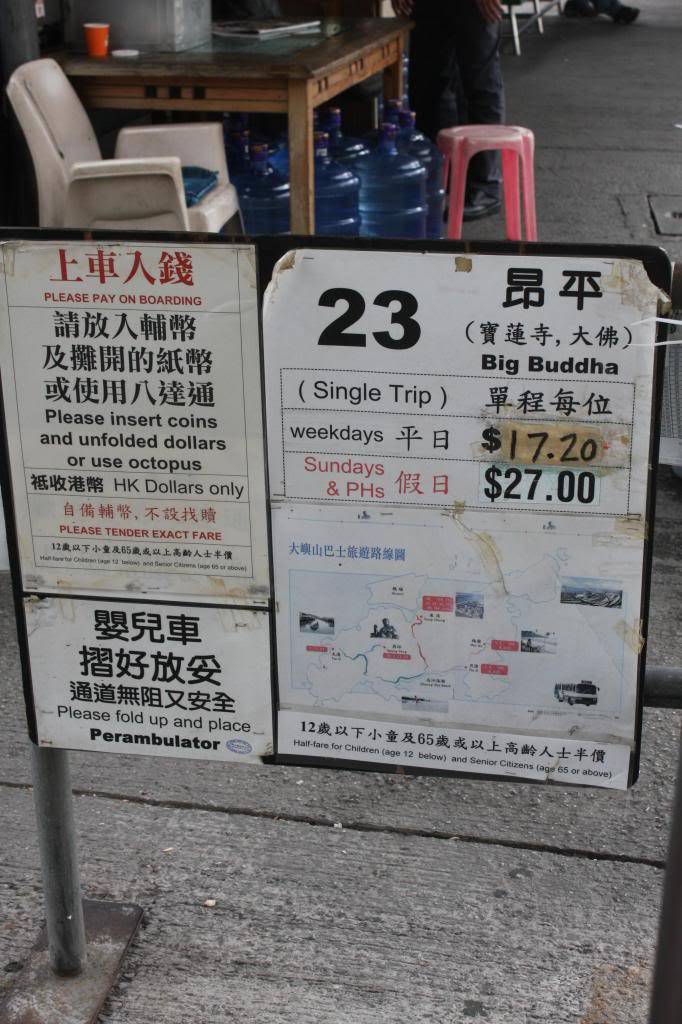 上車入錢
PLEASE PAY ON BOARDING
請放入輔幣
及攤開的紙幣
或使用八達通
Please insert coins
and unfolded dollars
or use octopus
祗收港幣 HK Dollars only
自備輔幣,不設找贖
PLEASE TENDER EXACT FARE
12歲以下小童及65歲或以上高齡人士半價
Half-fare for Children (age 12 below) and Senior Citizens (age 65 or above)
嬰兒車
摺好放妥
通道無阻又安全
Please fold up and place
Perambulator
23
昂平
(寶蓮寺,大佛)
Big Buddha
(Single Trip) 單程每位
weekdays 平日 $17.20
Sundays & PHs 假日 $27.00
大嶼山巴士旅遊路線圖
12歲以下小童及65歲或以上高齡人士半價
Half-fare for Children (age 12 below) and Senior Citizens (age 65 or above)